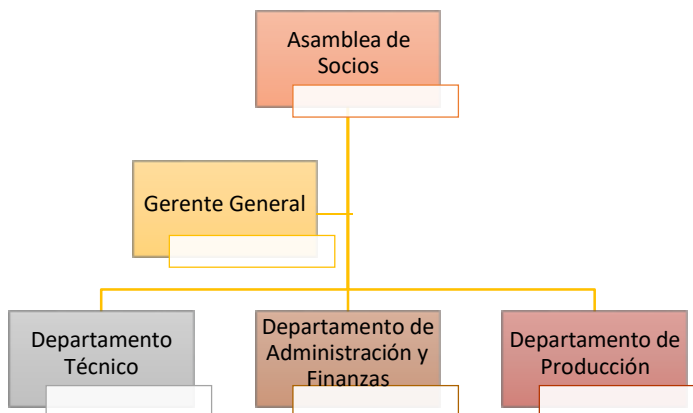 Asamblea de
Socios
Gerente General
Departamento
Técnico
Departamento de
Administración y
Finanzas
Departamento de
Producción